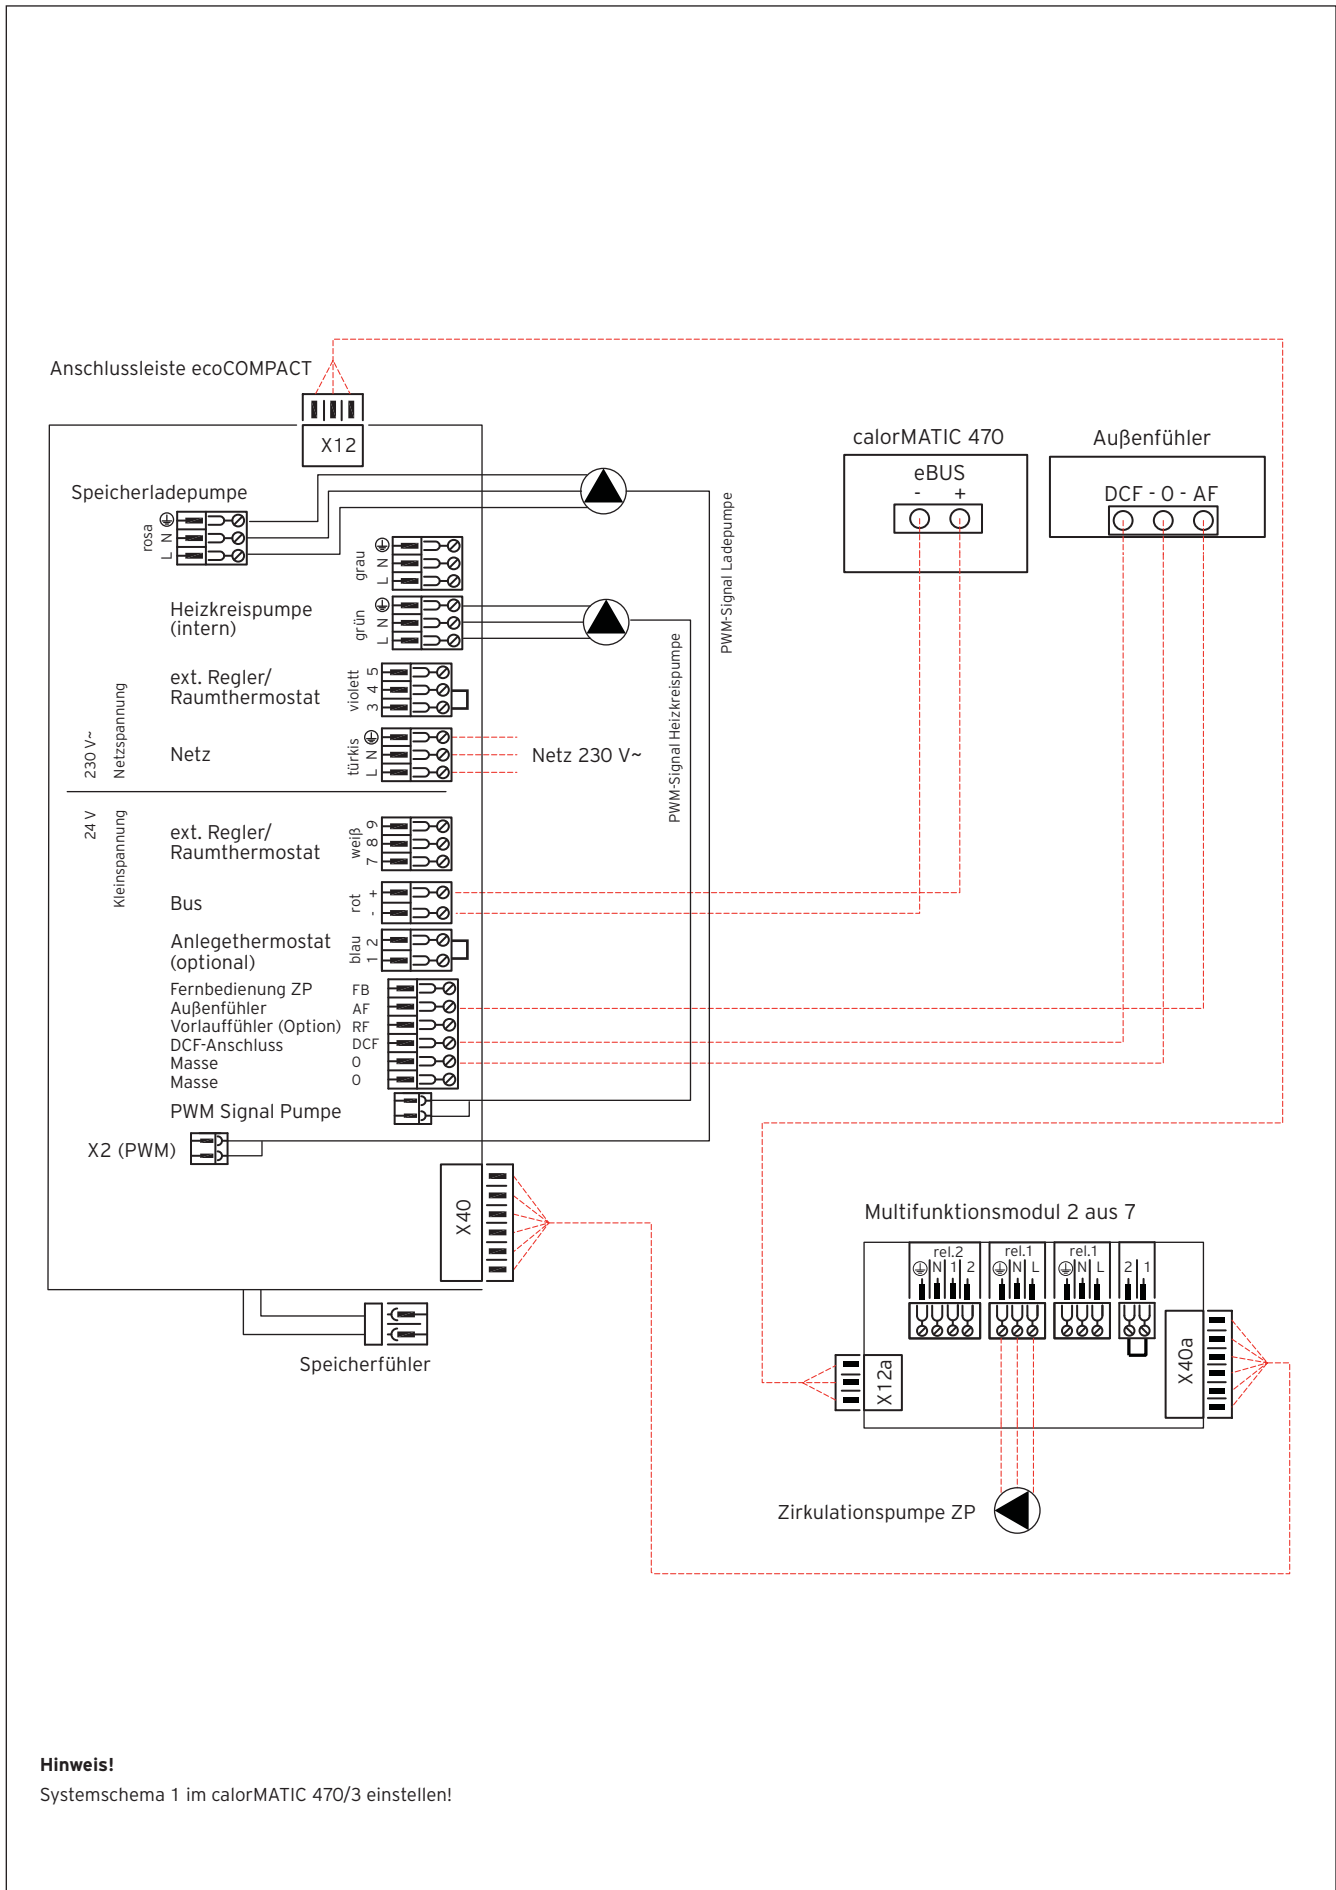 Anschlussleiste ecoCOMPACT
X12
Speicherladepumpe
rosa
L N
grau
L N
Heizkreispumpe
(intern)
grün
L N
ext. Regler/
Raumthermostat
violett
3 4 5
230 V~
Netzspannung
Netz
türkis
L N
Netz 230 V~
24 V
Kleinspannung
ext. Regler/
Raumthermostat
weiß
7 8 9
Bus
rot
- +
Anlegethermostat
(optional)
blau
1 2
Fernbedienung ZP FB
Außenfühler AF
Vorlauffühler (Option) RF
DCF-Anschluss DCF
Masse 0
Masse 0
PWM Signal Pumpe
X2 (PWM)
X40
Speicherfühler
PWM-Signal Heizkreispumpe
PWM-Signal Ladepumpe
calorMATIC 470
eBUS
- +
Außenfühler
DCF - O - AF
Multifunktionsmodul 2 aus 7
rel.2
N 1 2
rel.1
N L
rel.1
N L
2 1
X12a
X40a
Zirkulationspumpe ZP
Hinweis!
Systemschema 1 im calorMATIC 470/3 einstellen!